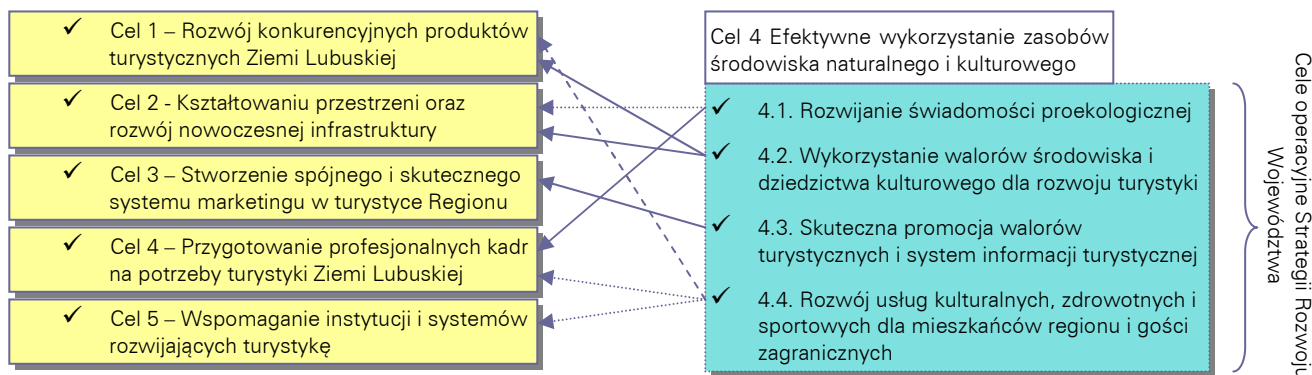 ✓ Cel 1 – Rozwój konkurencyjnych produktów
turystycznych Ziemi Lubuskiej
✓ Cel 2 - Kształtowaniu przestrzeni oraz
rozwój nowoczesnej infrastruktury
✓ Cel 3 – Stworzenie spójnego i skutecznego
systemu marketingu w turystyce Regionu
✓ Cel 4 – Przygotowanie profesjonalnych kadr
na potrzeby turystyki Ziemi Lubuskiej
✓ Cel 5 – Wspomaganie instytucji i systemów
rozwijających turystykę
Cel 4 Efektywne wykorzystanie zasobów
środowiska naturalnego i kulturowego
✓ 4.1. Rozwijanie świadomości proekologicznej
✓ 4.2. Wykorzystanie walorów środowiska i
dziedzictwa kulturowego dla rozwoju turystyki
✓ 4.3. Skuteczna promocja walorów
turystycznych i system informacji turystycznej
✓ 4.4. Rozwój usług kulturalnych, zdrowotnych i
sportowych dla mieszkańców regionu i gości
zagranicznych
Cele operacyjne Strategii Rozwoju
Województwa